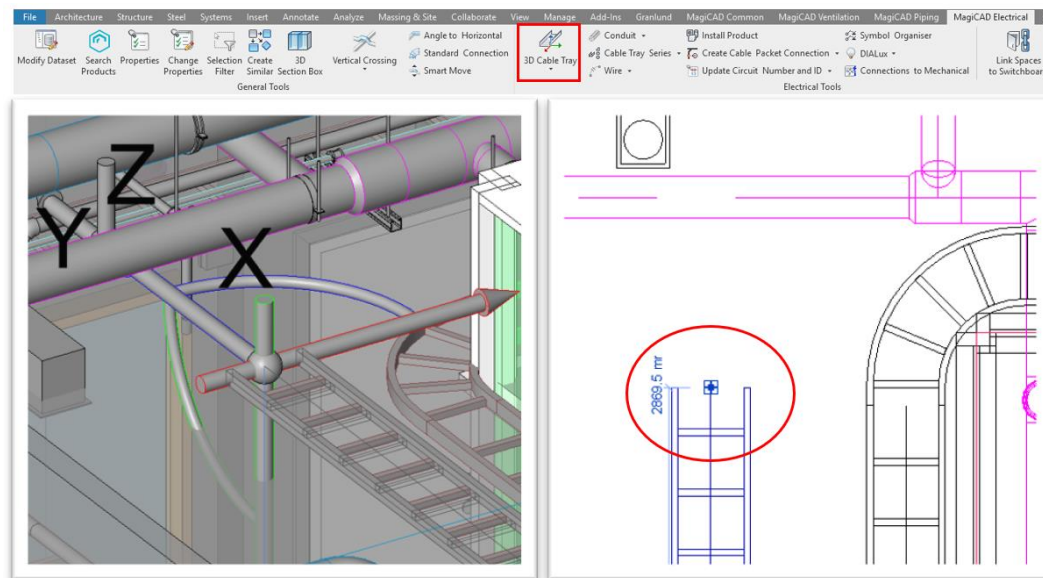 File Architecture Structure Steel Systems Insert Annotate Analyze Massing & Site Collaborate View Manage Add-Ins Granlund MagiCAD Common MagiCAD Ventilation MagiCAD Piping MagiCAD Electrical
Modify Dataset
Search Products
Properties
Change Properties
Selection Filter
Create Similar
3D Section Box
Vertical Crossing
Angle to Horizontal
Standard Connection
Smart Move
3D Cable Tray
Conduit
Cable Tray Series
Wire
Install Product
Create Cable Packet Connection
Update Circuit Number and ID
Symbol Organiser
DIALux
Connections to Mechanical
Link Spaces
to Switchboar
General Tools
Electrical Tools
Z
Y
X
2869.5 mr